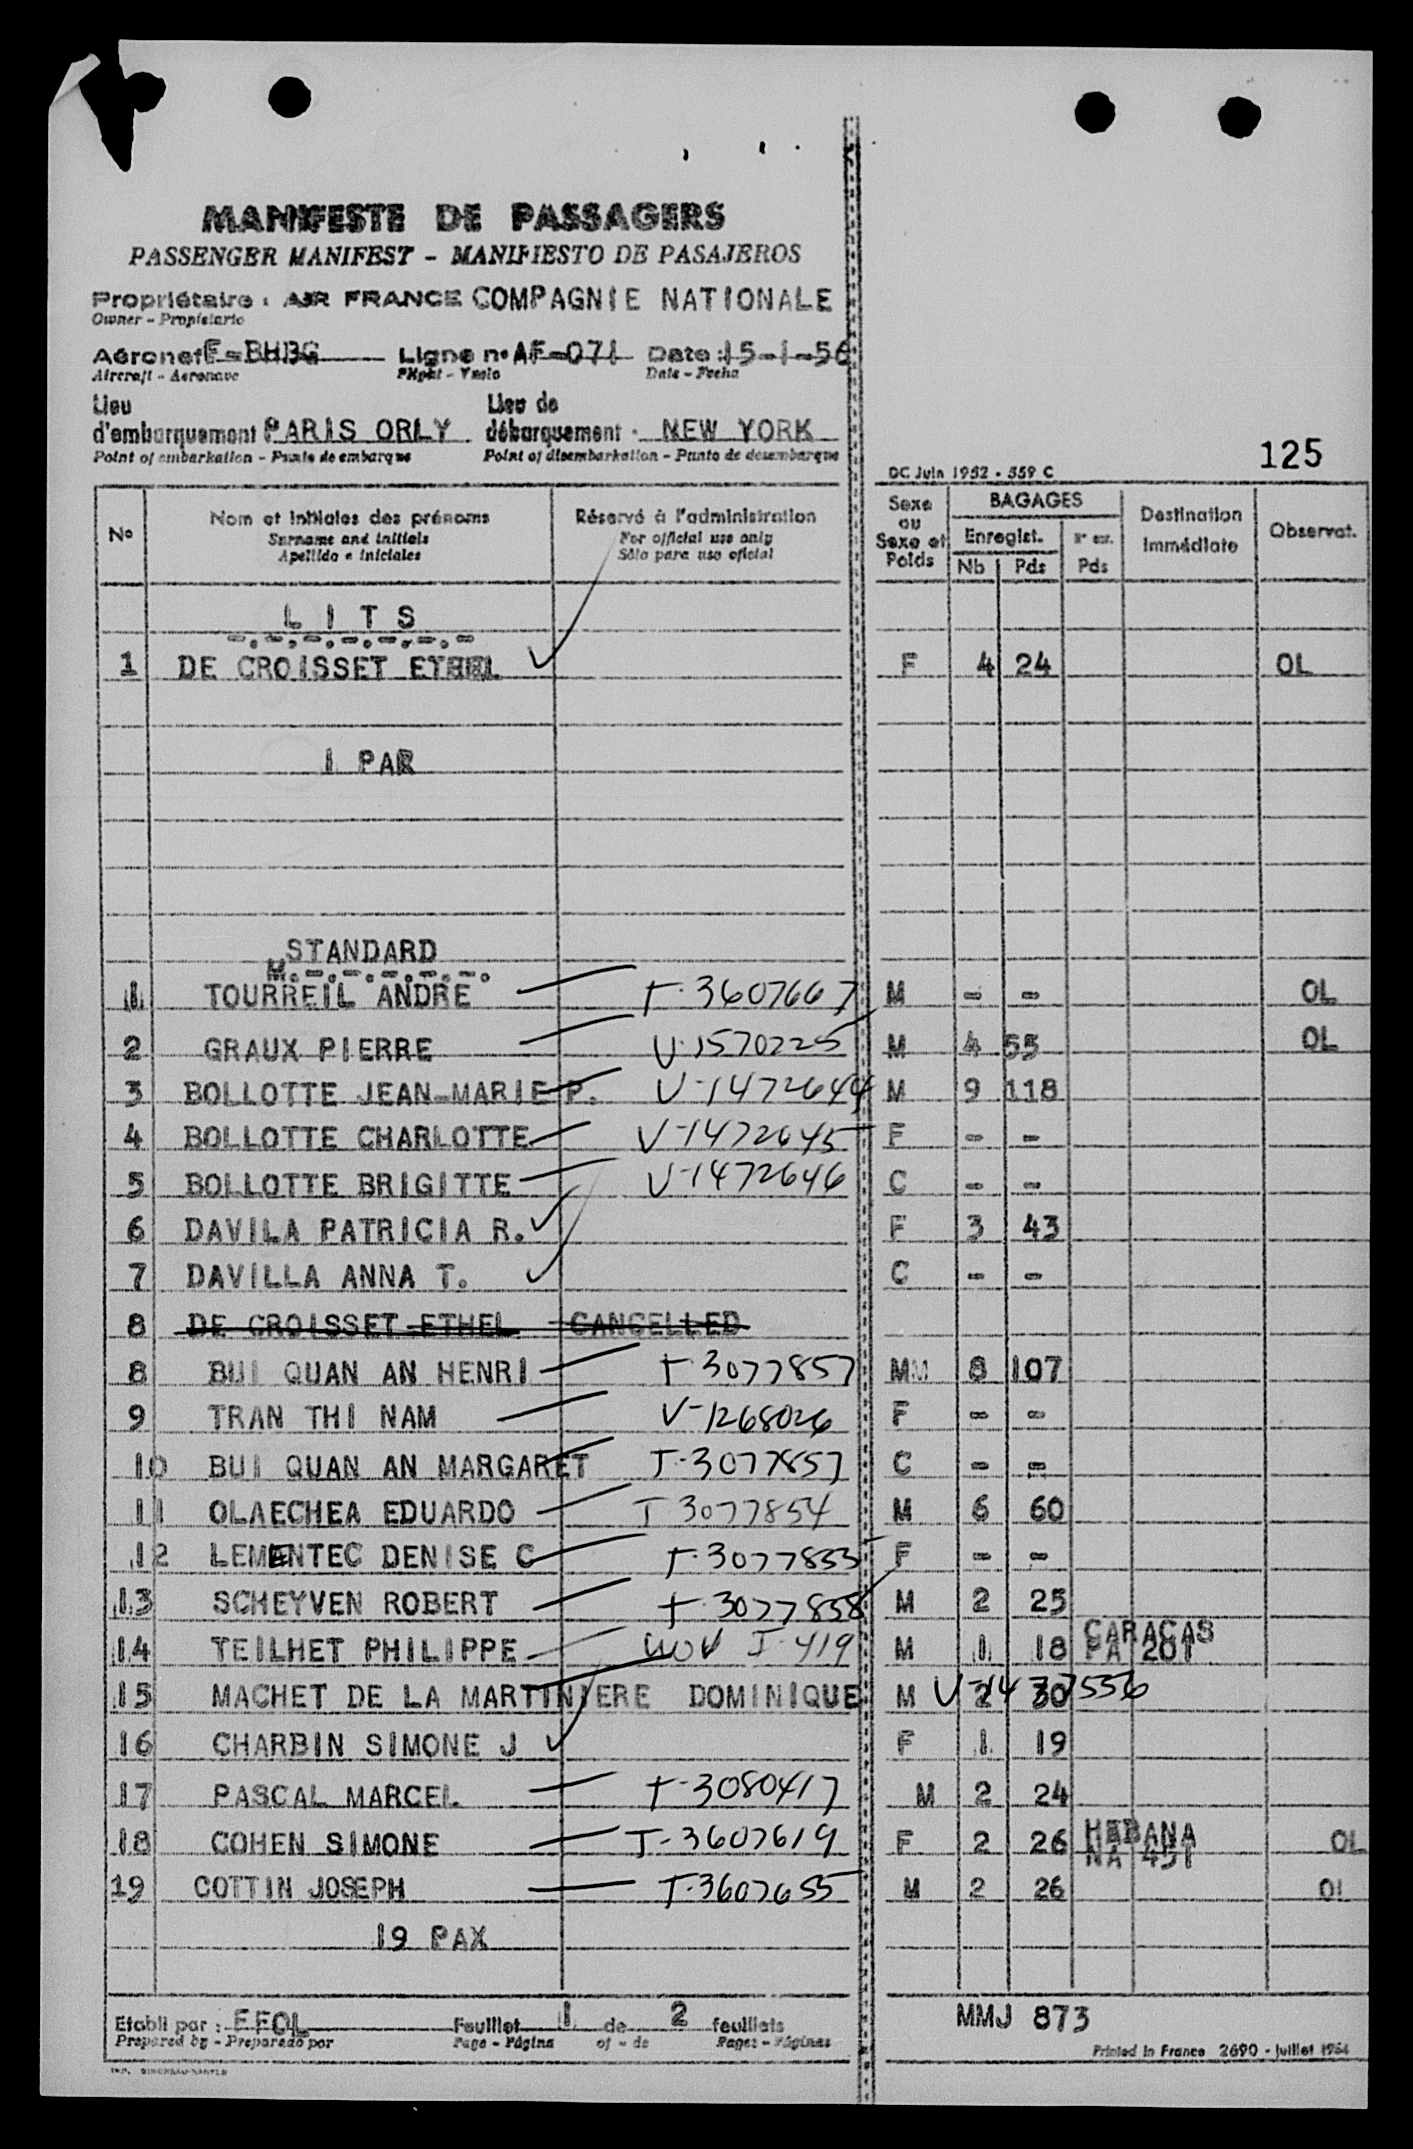 MANIFESTE DE PASSAGERS
PASSENGER MANIFEST - MANIFIESTO DE PASAJEROS
Propriétaire : AIR FRANCE COMPAGNIE NATIONALE
Owner - Propietario
Aéronef F-BHBG Ligne n° AF-071 Date : 15-1-56
Aircraft - Aeronave Flight - Vuelo Date - Fecha
Lieu d'embarquement PARIS ORLY Lieu de débarquement NEW YORK
Point of embarkation - Punto de embarque Point of disembarkation - Punto de desembarque
DC Juin 1952 - 559 C 125
N° Nom et initiales des prénoms Réservé à l'administration Sexe ou Sexe et Poids BAGAGES Destination immédiate Observat.
Surname and initials For official use only Enregist. N° enr.
Apellido e iniciales Sólo para uso oficial Nb Pds Pds
LITS
1 DE CROISSET ETHEL F 4 24 OL
1 PAR
STANDARD
1 TOURREIL ANDRE T-3607667 M - - OL
2 GRAUX PIERRE V-1570225 M 4 55 OL
3 BOLLOTTE JEAN-MARIE P. V-1472644 M 9 118
4 BOLLOTTE CHARLOTTE V-1472645 F - -
5 BOLLOTTE BRIGITTE V-1472646 C - -
6 DAVILA PATRICIA R. F 3 43
7 DAVILLA ANNA T. C - -
8 DE CROISSET ETHEL CANCELLED
8 BUI QUAN AN HENRI T-3077857 M 8 107
9 TRAN THI NAM V-1268026 F - -
10 BUI QUAN AN MARGARET T-3077857 C - -
11 OLAECHEA EDUARDO T 3077854 M 6 60
12 LEMENTEC DENISE C T-3077853 F - -
13 SCHEYVEN ROBERT T-3077858 M 2 25
14 TEILHET PHILIPPE I-419 M 1 18 CARACAS PA 201
15 MACHET DE LA MARTINIERE DOMINIQUE M 2 30 V-1437556
16 CHARBIN SIMONE J F 1 19
17 PASCAL MARCEL T-3080417 M 2 24
18 COHEN SIMONE T-3607619 F 2 26 HABANA NA 451 OL
19 COTTIN JOSEPH T-3607655 M 2 26 OL
19 PAX
Etabli par : EFOL Feuillet 1 de 2 feuillets MMJ 873
Prepared by - Preparado por Page - Página of - de Pages - Páginas
Printed in France 2690 - Juillet 1954